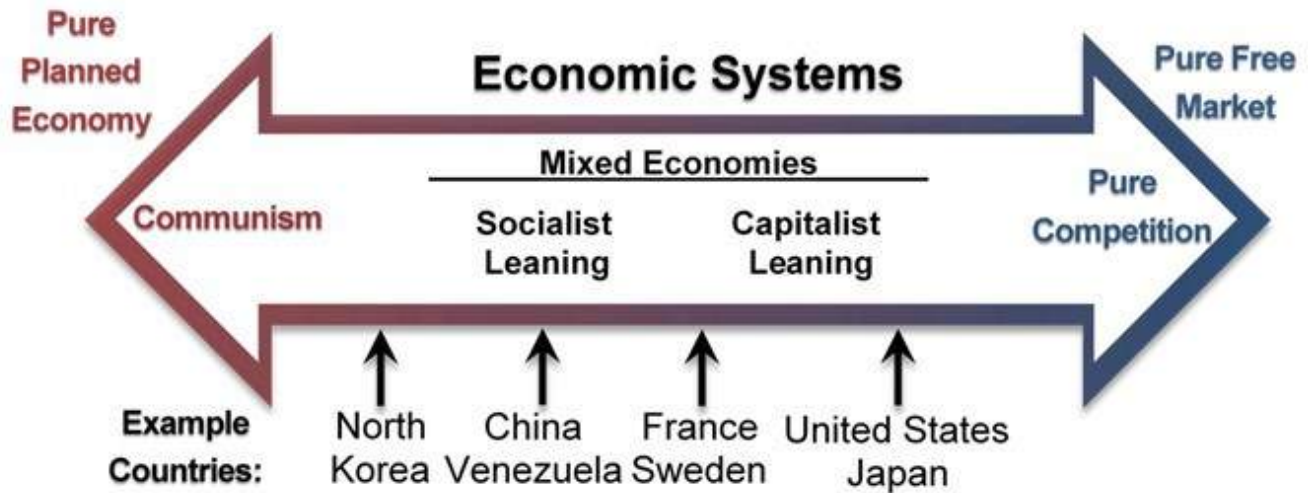 Pure
Planned
Economy
Economic Systems
Pure Free
Market
Mixed Economies
Communism
Socialist
Leaning
Capitalist
Leaning
Pure
Competition
Example
Countries:
North
Korea
China
Venezuela
France
Sweden
United States
Japan